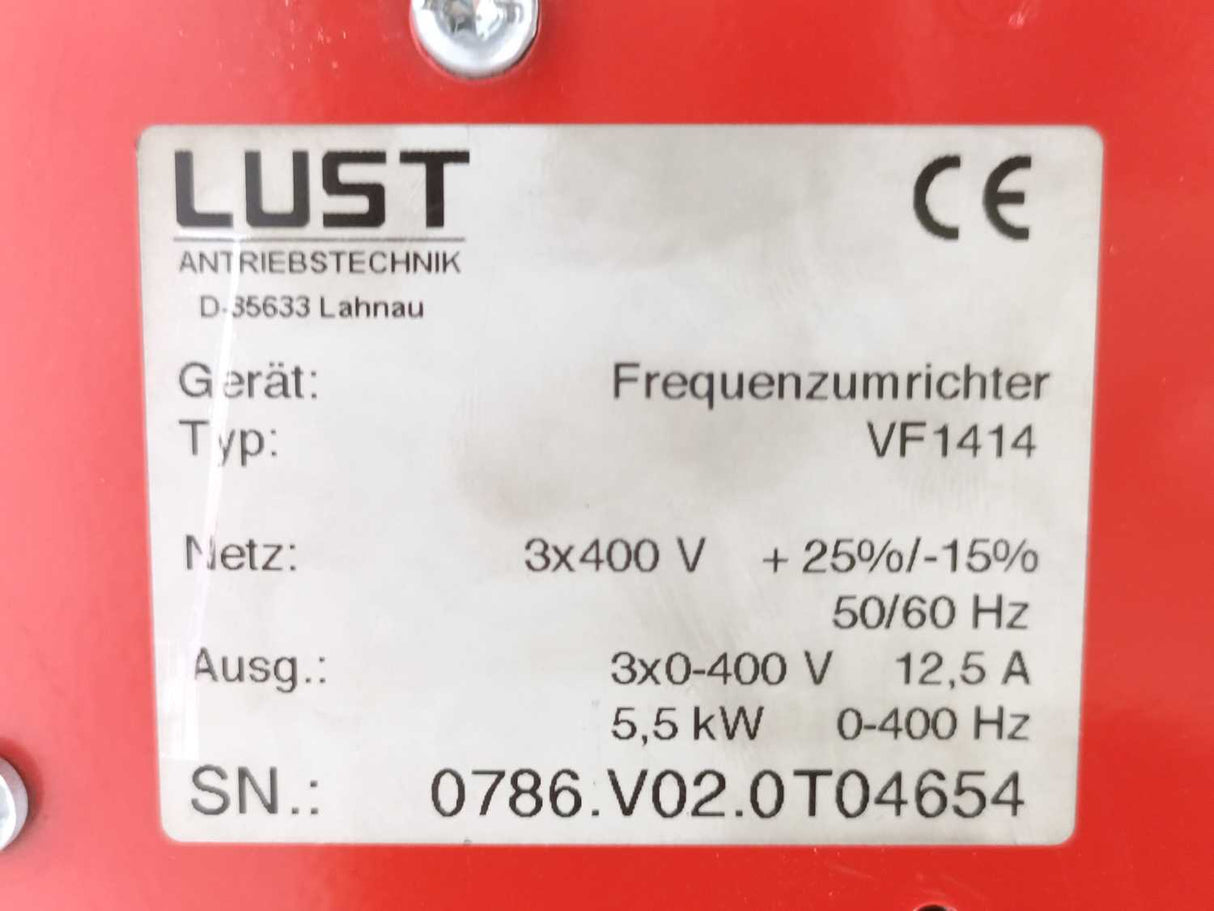 LUST
CE
ANTRIEBSTECHNIK
D-35633 Lahnau
Gerät: Frequenzumrichter
Typ: VF1414
Netz: 3x400 V + 25%/-15%
50/60 Hz
Ausg.: 3x0-400 V 12,5 A
5,5 kW 0-400 Hz
SN.: 0786.V02.0T04654